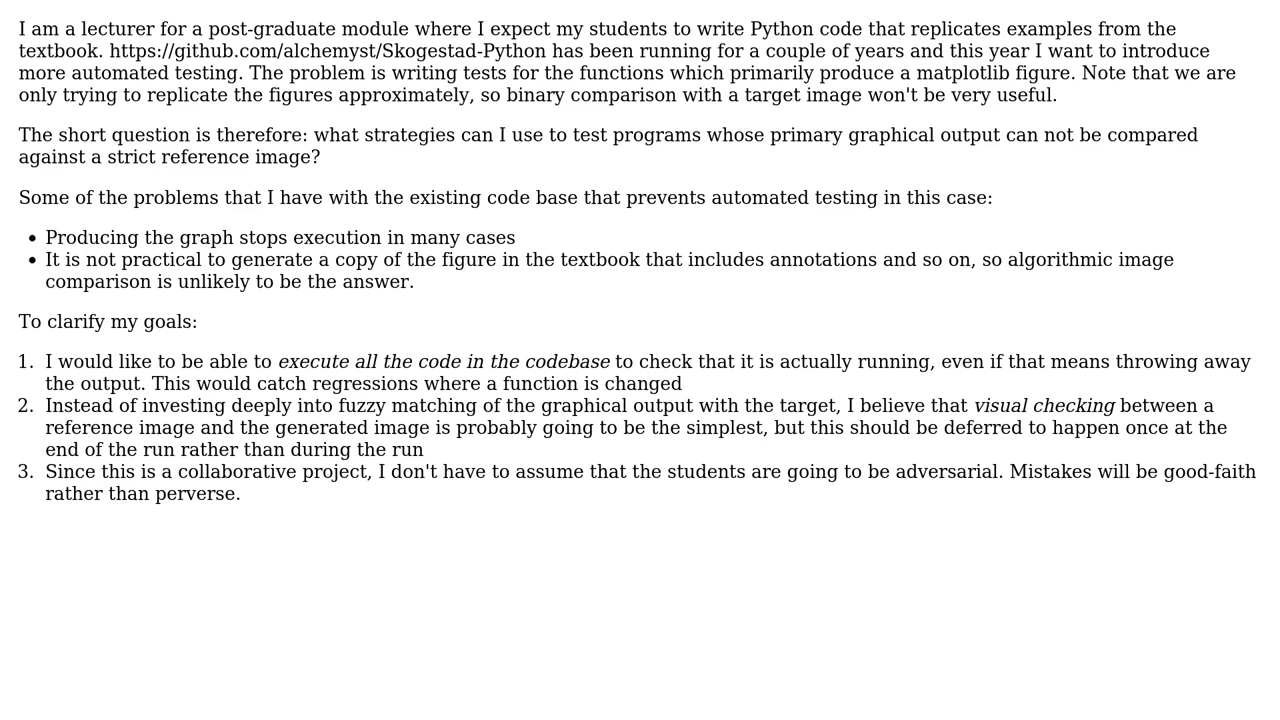 I am a lecturer for a post-graduate module where I expect my students to write Python code that replicates examples from the
textbook. https://github.com/alchemyst/Skogestad-Python has been running for a couple of years and this year I want to introduce
more automated testing. The problem is writing tests for the functions which primarily produce a matplotlib figure. Note that we are
only trying to replicate the figures approximately, so binary comparison with a target image won't be very useful.
The short question is therefore: what strategies can I use to test programs whose primary graphical output can not be compared
against a strict reference image?
Some of the problems that I have with the existing code base that prevents automated testing in this case:
• Producing the graph stops execution in many cases
• It is not practical to generate a copy of the figure in the textbook that includes annotations and so on, so algorithmic image
comparison is unlikely to be the answer.
To clarify my goals:
1. I would like to be able to execute all the code in the codebase to check that it is actually running, even if that means throwing away
the output. This would catch regressions where a function is changed
2. Instead of investing deeply into fuzzy matching of the graphical output with the target, I believe that visual checking between a
reference image and the generated image is probably going to be the simplest, but this should be deferred to happen once at the
end of the run rather than during the run
3. Since this is a collaborative project, I don't have to assume that the students are going to be adversarial. Mistakes will be good-faith
rather than perverse.